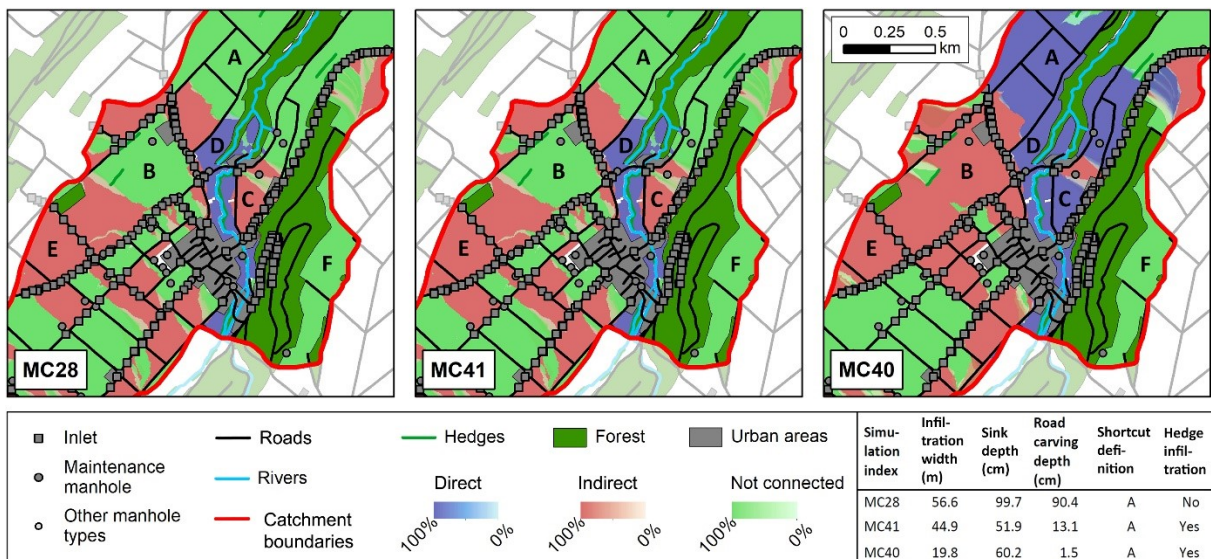 A
B
D
C
E
F
MC28
A
B
D
C
E
F
MC41
0 0.25 0.5
km
A
B
D
C
E
F
MC40
Inlet
Maintenance
manhole
Other manhole
types
Roads
Rivers
Catchment
boundaries
Hedges
Forest
Urban areas
Direct
100% 0%
Indirect
100% 0%
Not connected
100% 0%
Simu-
lation
index
Infil-
tration
width
(m)
Sink
depth
(cm)
Road
carving
depth
(cm)
Shortcut
defi-
nition
Hedge
infil-
tration
MC28 56.6 99.7 90.4 A No
MC41 44.9 51.9 13.1 A Yes
MC40 19.8 60.2 1.5 A Yes